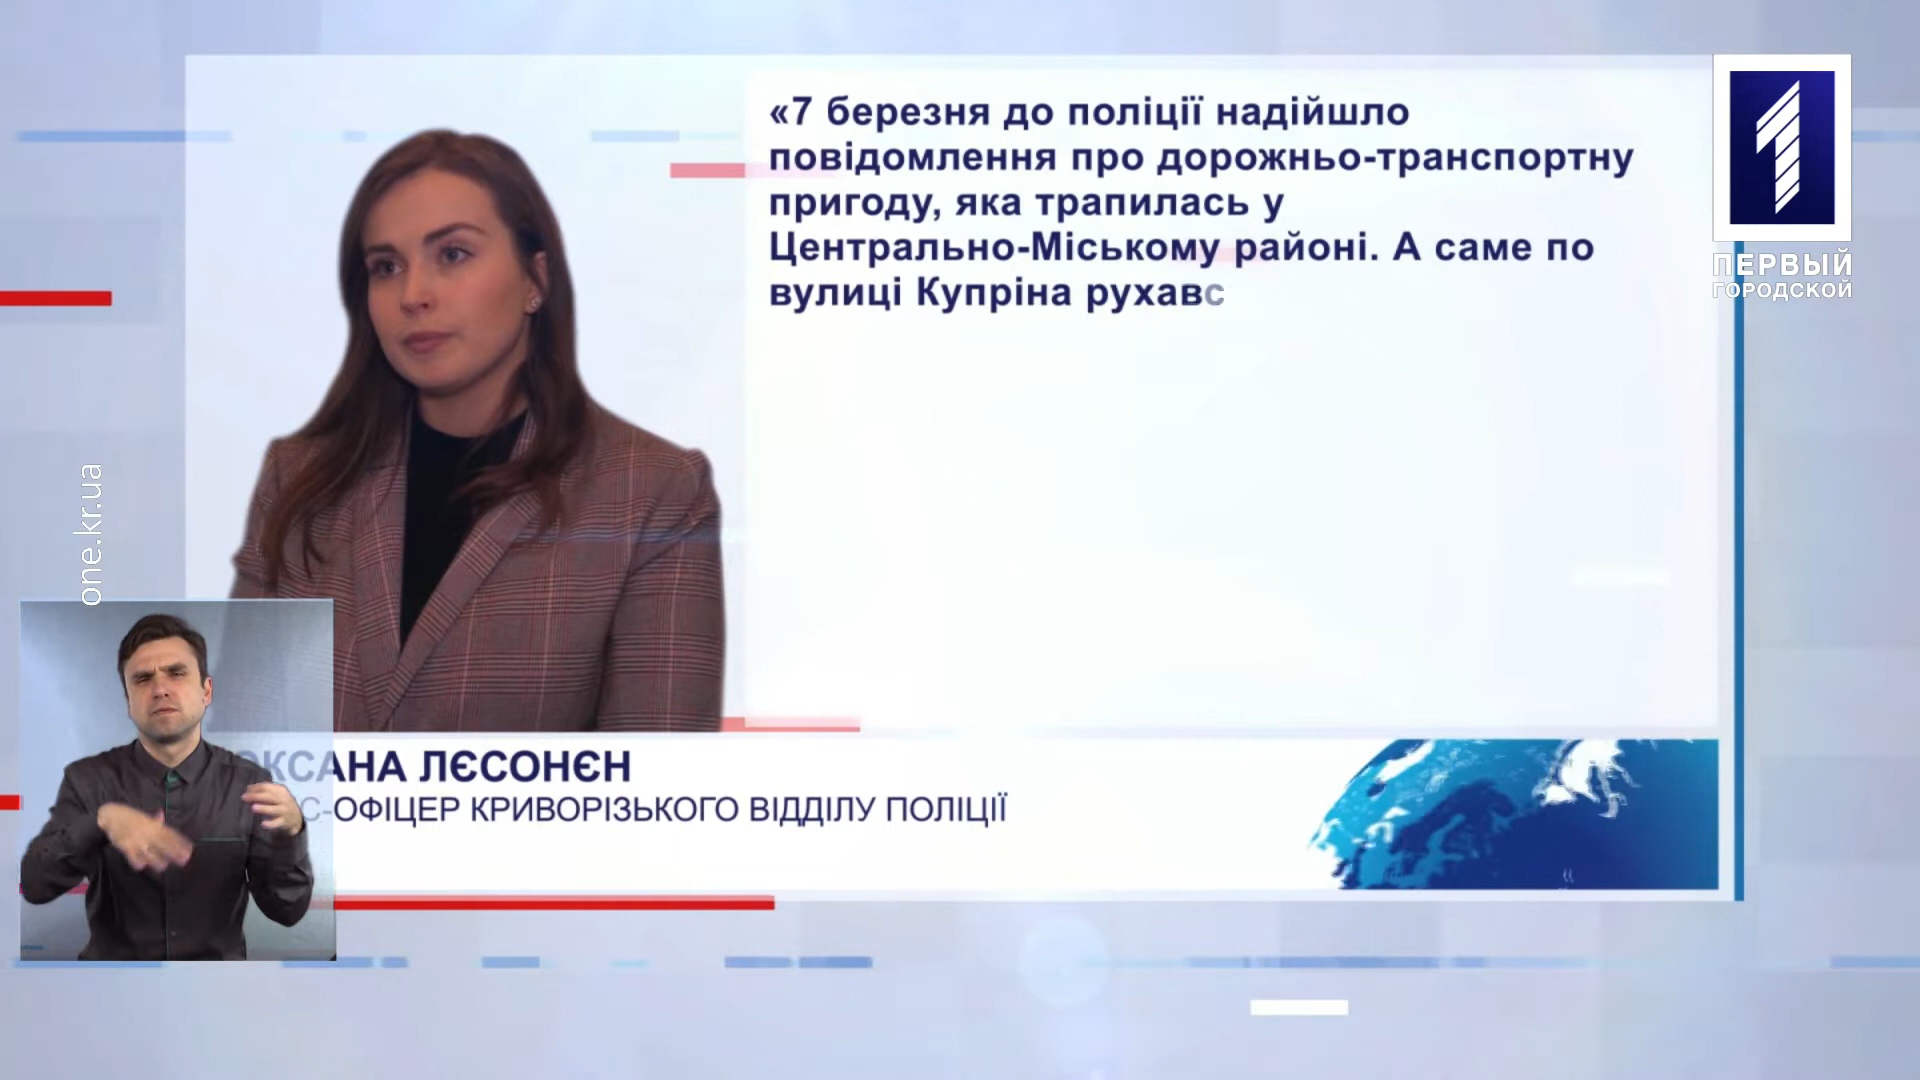 «7 березня до поліції надійшло
повідомлення про дорожньо-транспортну
пригоду, яка трапилась у
Центрально-Міському районі. А саме по
вулиці Купріна рухавс
ПЕРВЫЙ
ГОРОДСКОЙ
one.kr.ua
ОКСАНА ЛЄСОНЄН
С-ОФІЦЕР КРИВОРІЗЬКОГО ВІДДІЛУ ПОЛІЦІЇ